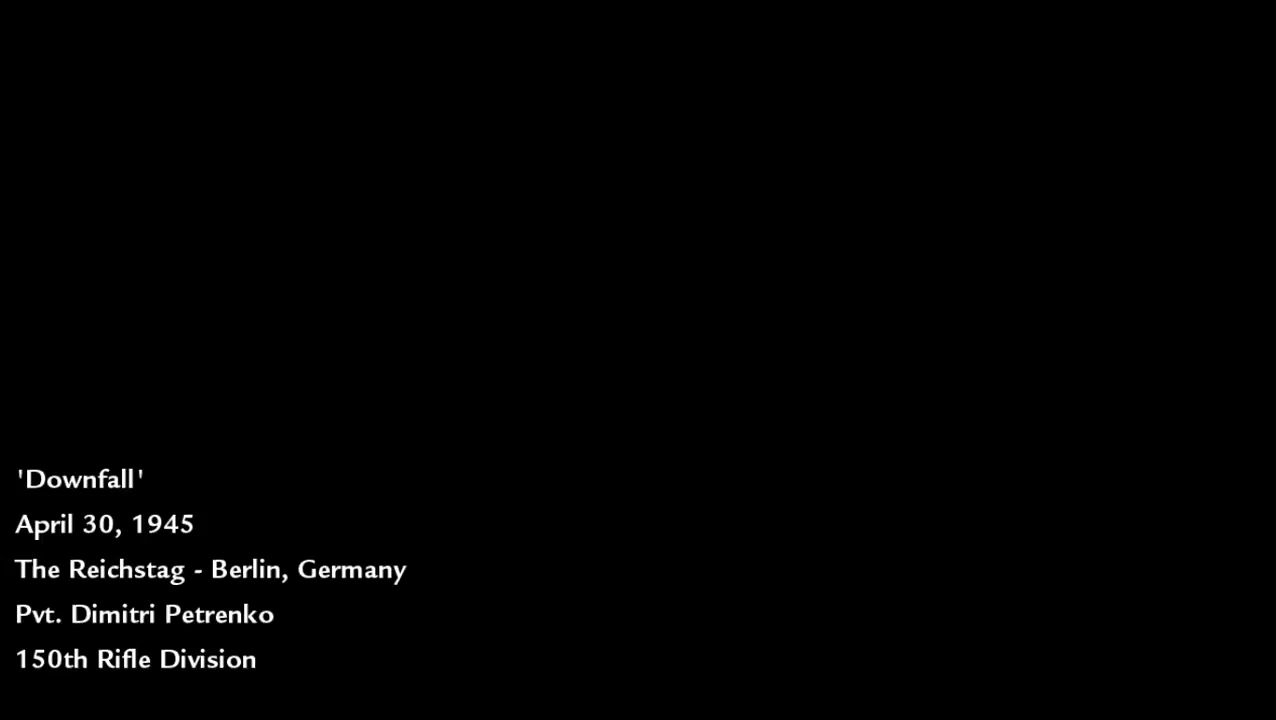 'Downfall'
April 30, 1945
The Reichstag - Berlin, Germany
Pvt. Dimitri Petrenko
150th Rifle Division